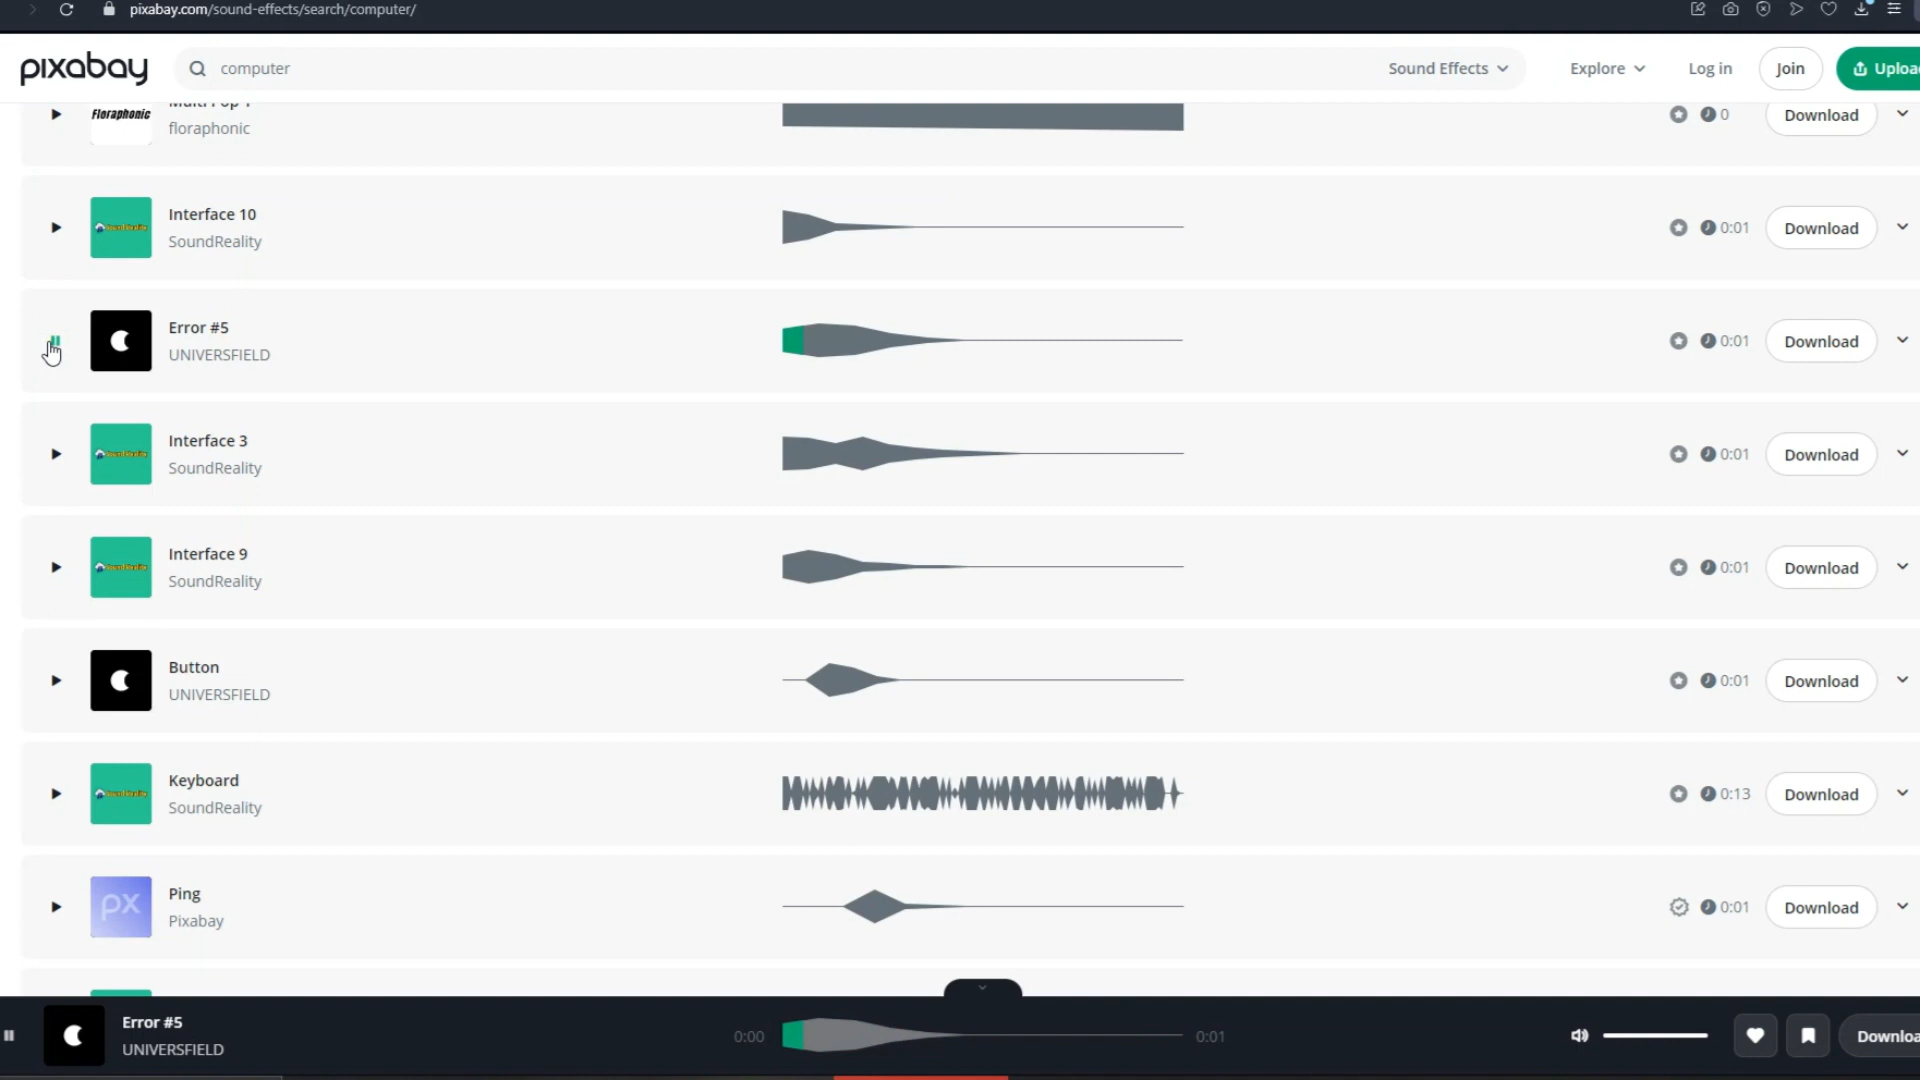 pixabay.com/sound-effects/search/computer/
pixabay
computer
Sound Effects
Explore
Log in
Join
Floraphonic
floraphonic
0
Download
Interface 10
SoundReality
0:01
Download
Error #5
UNIVERSFIELD
0:01
Download
Interface 3
SoundReality
0:01
Download
Interface 9
SoundReality
0:01
Download
Button
UNIVERSFIELD
0:01
Download
Keyboard
SoundReality
0:13
Download
px
Ping
Pixabay
0:01
Download
Error #5
UNIVERSFIELD
0:00
0:01